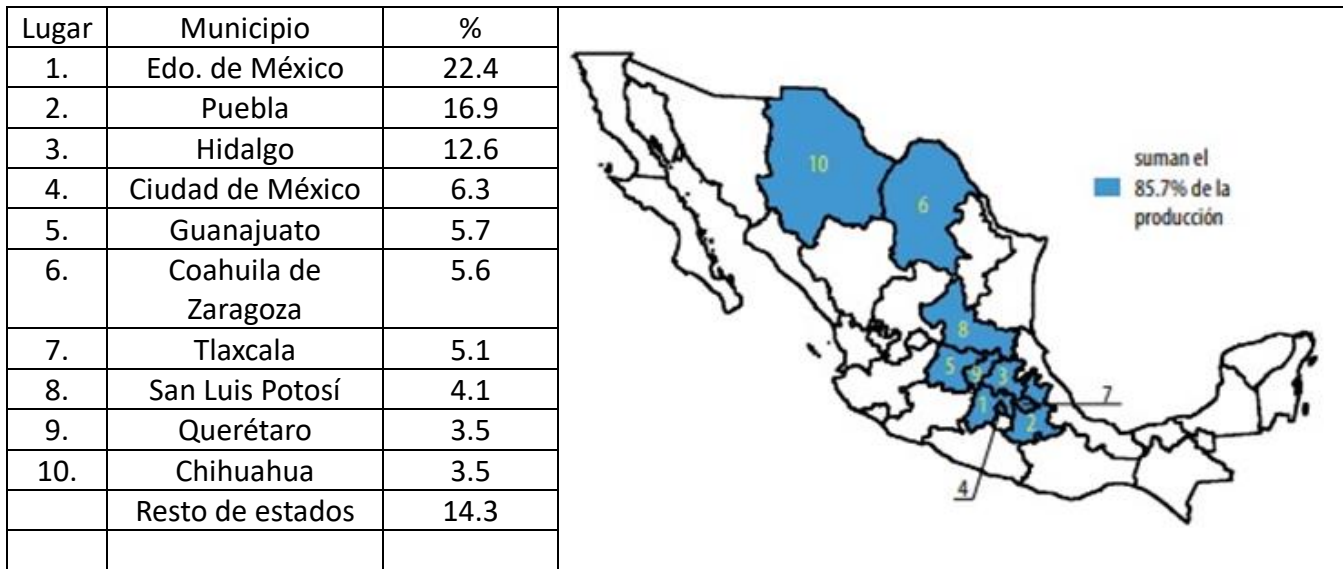 Lugar Municipio %
1. Edo. de México 22.4
2. Puebla 16.9
3. Hidalgo 12.6
4. Ciudad de México 6.3
5. Guanajuato 5.7
6. Coahuila de 5.6
Zaragoza
7. Tlaxcala 5.1
8. San Luis Potosí 4.1
9. Querétaro 3.5
10. Chihuahua 3.5
Resto de estados 14.3
suman el
85.7% de la
producción
10
6
8
5
9
3
7
1
2
4